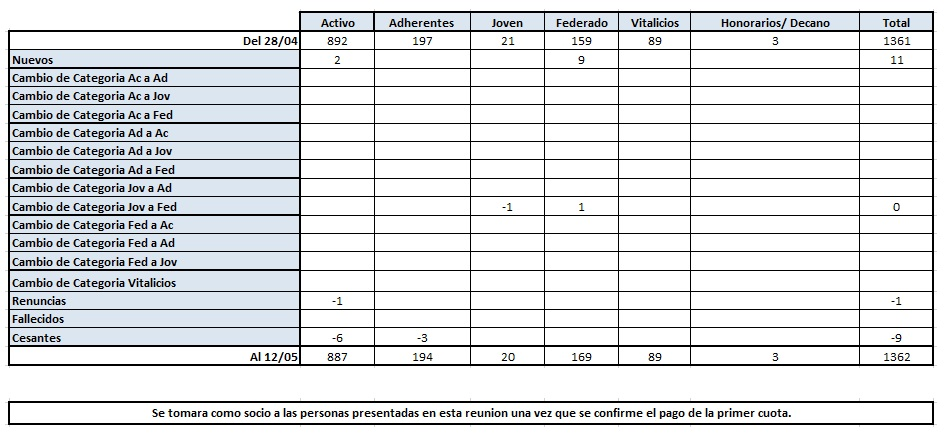 Activo Adherentes Joven Federado Vitalicios Honorarios/ Decano Total
Del 28/04 892 197 21 159 89 3 1361
Nuevos 2 9 11
Cambio de Categoria Ac a Ad
Cambio de Categoria Ac a Jov
Cambio de Categoria Ac a Fed
Cambio de Categoria Ad a Ac
Cambio de Categoria Ad a Jov
Cambio de Categoria Ad a Fed
Cambio de Categoria Jov a Ad
Cambio de Categoria Jov a Fed -1 1 0
Cambio de Categoria Fed a Ac
Cambio de Categoria Fed a Ad
Cambio de Categoria Fed a Jov
Cambio de Categoria Vitalicios
Renuncias -1 -1
Fallecidos
Cesantes -6 -3 -9
Al 12/05 887 194 20 169 89 3 1362
Se tomara como socio a las personas presentadas en esta reunion una vez que se confirme el pago de la primer cuota.